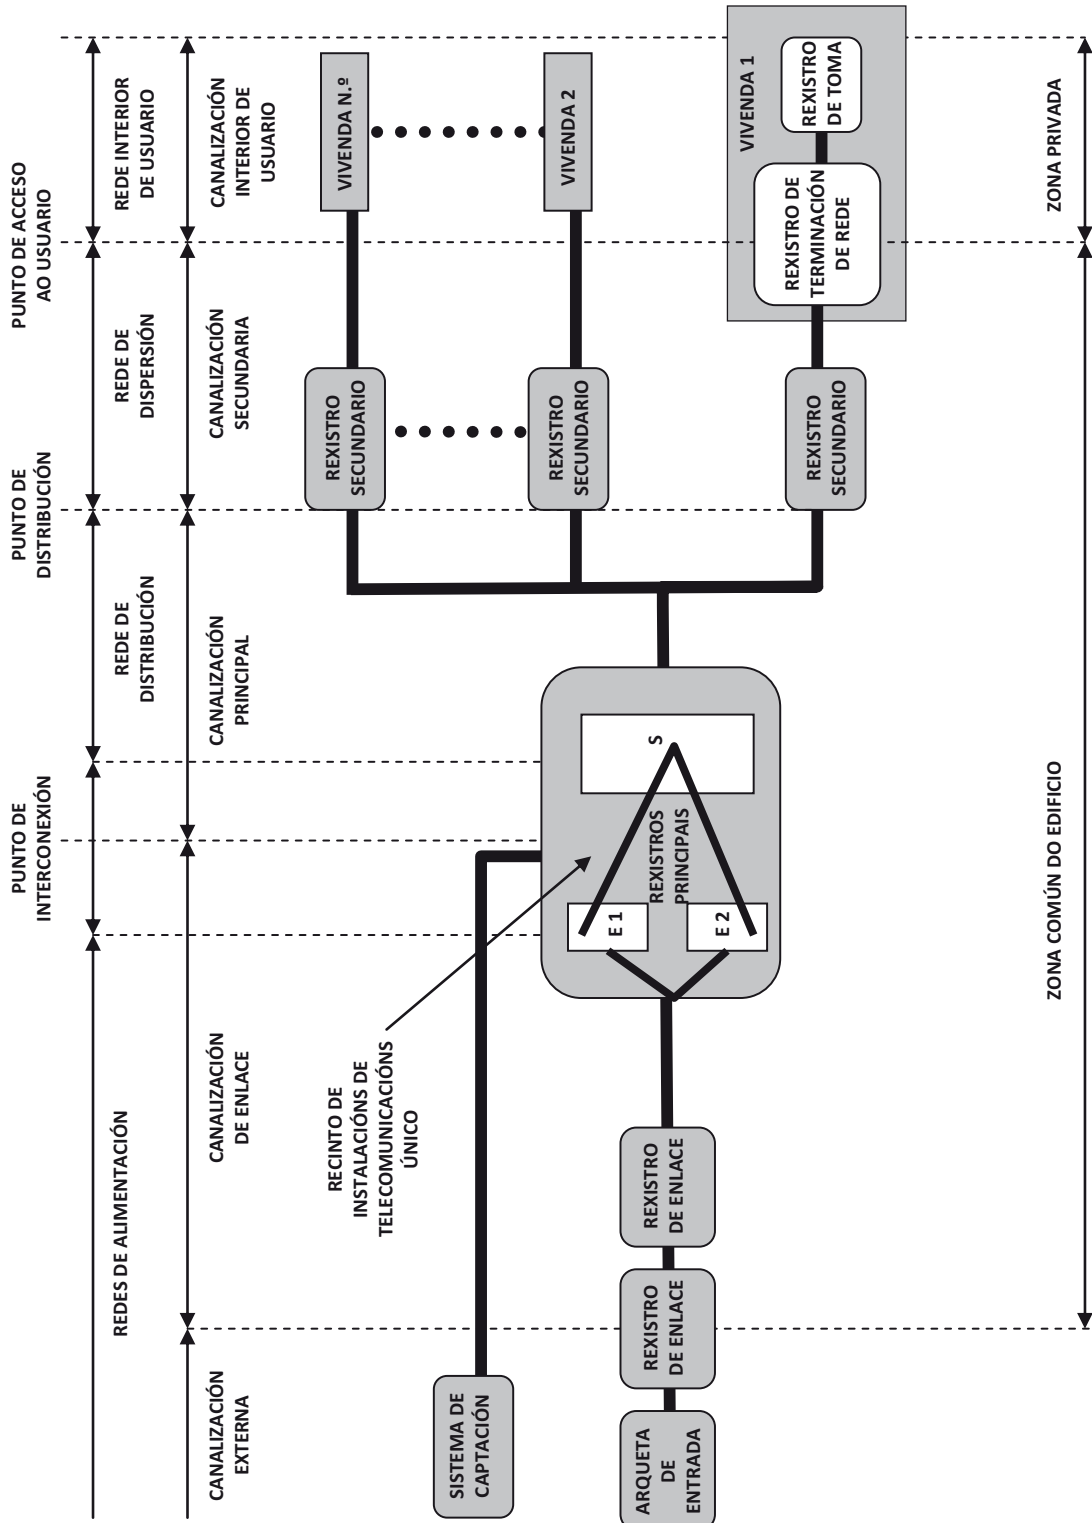 PUNTO DE
INTERCONEXIÓN
PUNTO DE
DISTRIBUCIÓN
PUNTO DE ACCESO
AO USUARIO
REDES DE ALIMENTACIÓN
REDE DE
DISTRIBUCIÓN
REDE DE
DISPERSIÓN
REDE INTERIOR
DE USUARIO
CANALIZACIÓN
EXTERNA
CANALIZACIÓN
DE ENLACE
CANALIZACIÓN
PRINCIPAL
CANALIZACIÓN
SECUNDARIA
CANALIZACIÓN
INTERIOR DE
USUARIO
RECINTO DE
INSTALACIÓNS DE
TELECOMUNICACIÓNS
ÚNICO
REXISTRO
SECUNDARIO
VIVENDA N.º
SISTEMA DE
CAPTACIÓN
REXISTRO
SECUNDARIO
VIVENDA 2
ARQUETA
DE
ENTRADA
REXISTRO
DE ENLACE
REXISTRO
DE ENLACE
E 1
E 2
REXISTROS
PRINCIPAIS
S
REXISTRO
SECUNDARIO
VIVENDA 1
REXISTRO DE
TERMINACIÓN
DE REDE
REXISTRO
DE TOMA
ZONA COMÚN DO EDIFICIO
ZONA PRIVADA